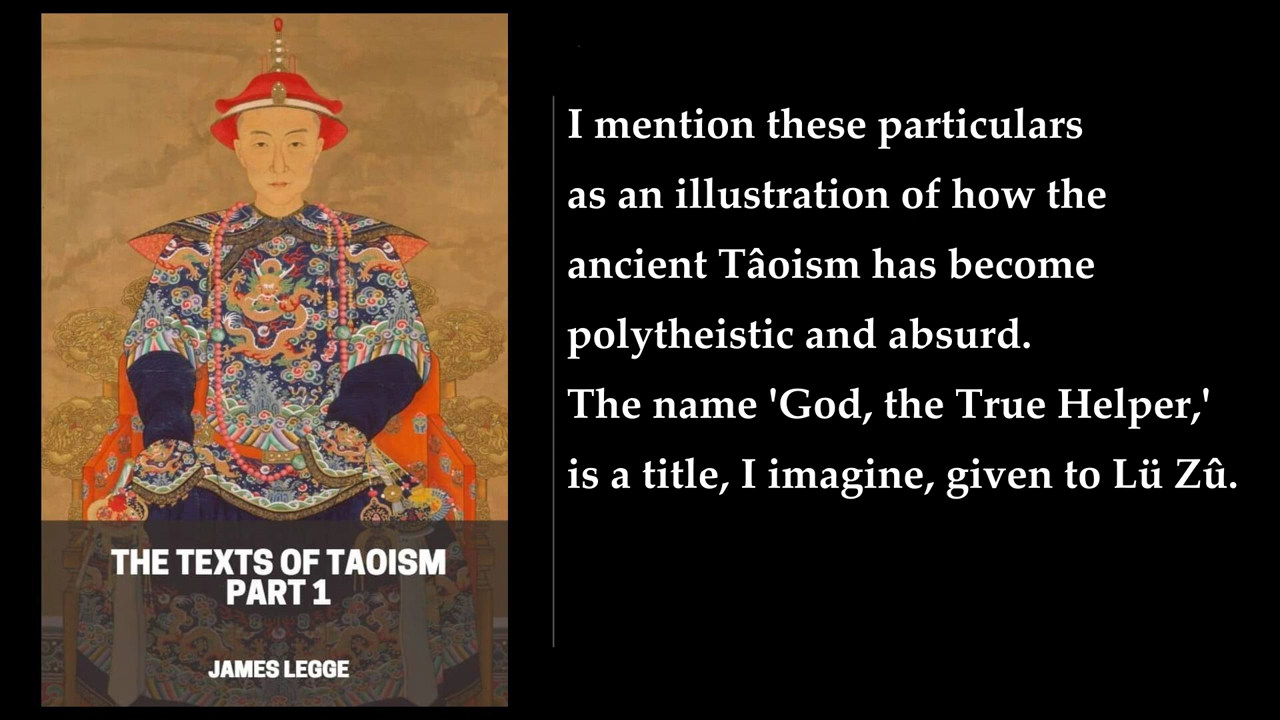 THE TEXTS OF TAOISM
PART 1
JAMES LEGGE
I mention these particulars
as an illustration of how the
ancient Tâoism has become
polytheistic and absurd.
The name 'God, the True Helper,'
is a title, I imagine, given to Lü Zû.